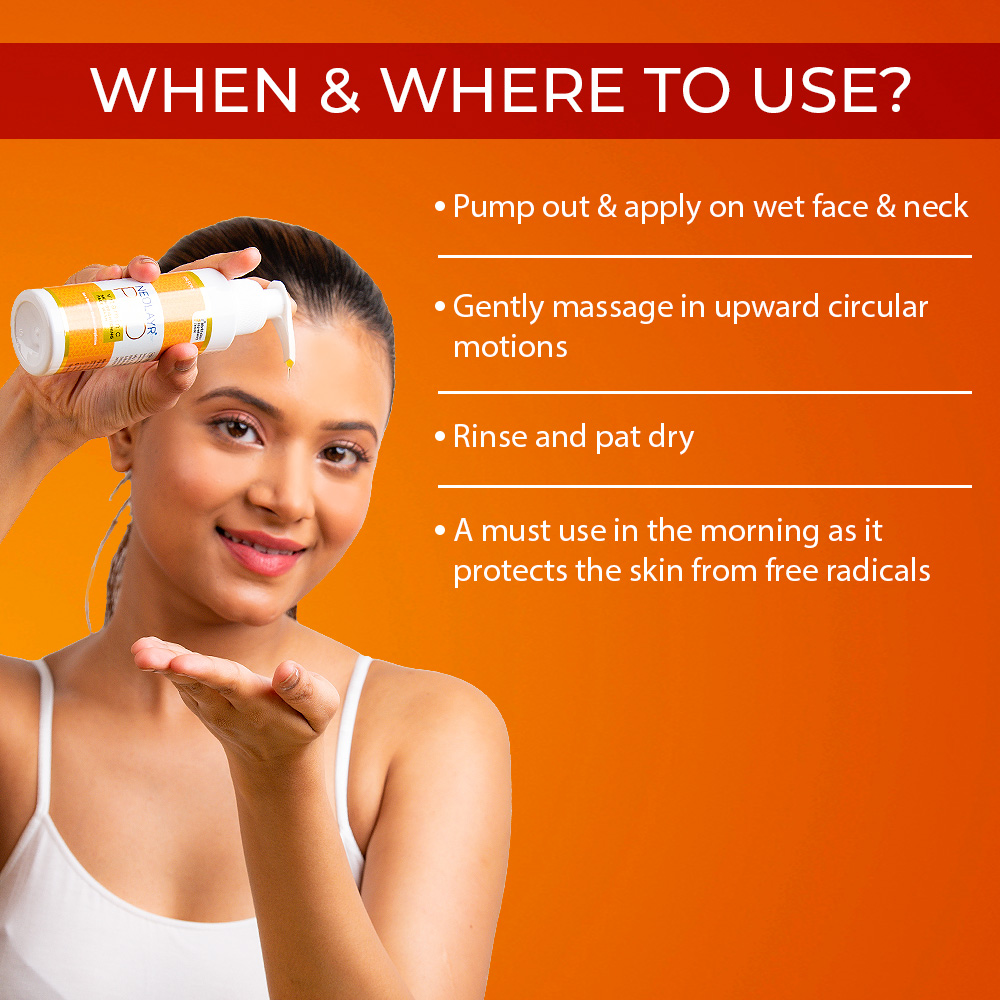 WHEN & WHERE TO USE?
• Pump out & apply on wet face & neck
• Gently massage in upward circular
motions
• Rinse and pat dry
• A must use in the morning as it
protects the skin from free radicals
NEOLAYR